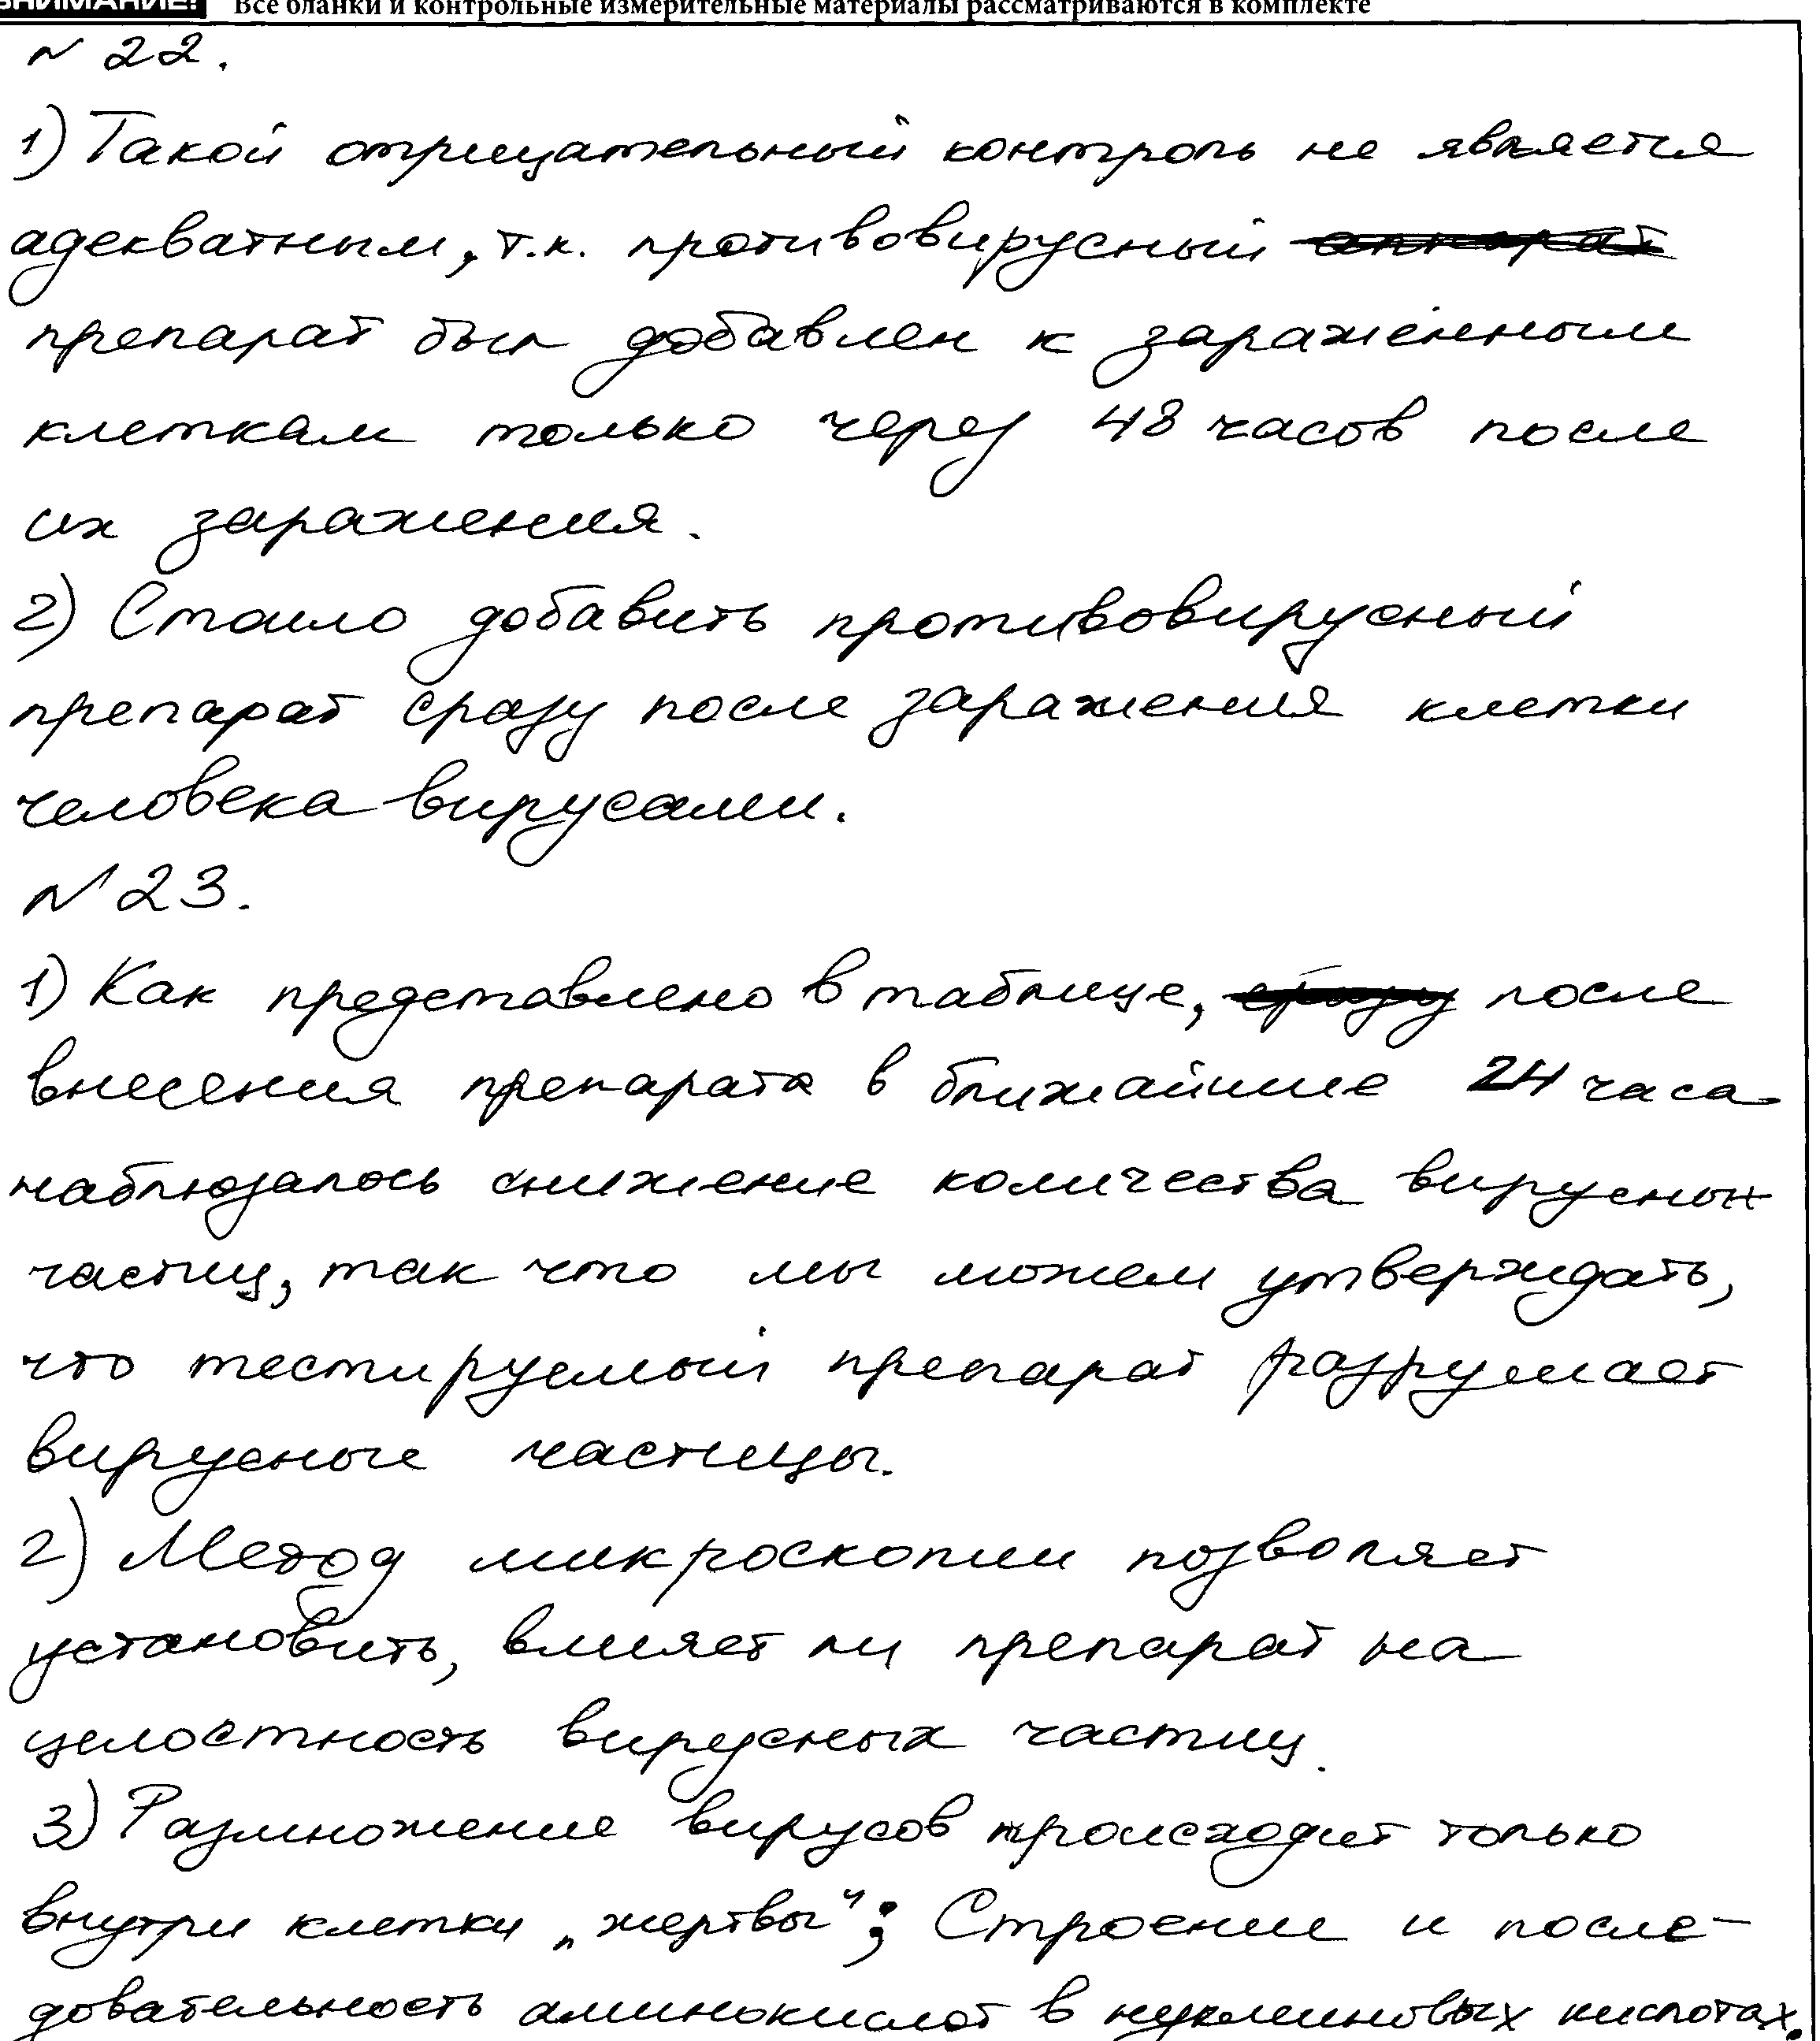 ВНИМАНИЕ! Все бланки и контрольные измерительные материалы рассматриваются в комплекте
N 22.
1) Такой отрицательный контроль не является
адекватным, т.к. противовирусный аппарат
препарат был добавлен к заражённым
клеткам только через 48 часов после
их заражения.
2) Стоило добавить противовирусный
препарат сразу после заражения клетки
человека вирусами.
N 23.
1) Как представлено в таблице, сразу после
внесения препарата в ближайшие 24 часа
наблюдалось снижение количества вирусных
частиц, так что мы можем утверждать,
что тестируемый препарат разрушает
вирусные частицы.
2) Метод микроскопии позволяет
установить, влияет ли препарат на
целостность вирусных частиц.
3) Размножение вирусов происходит только
внутри клетки „жертвы“; Строение и после-
довательность аминокислот в нуклеиновых кислотах.